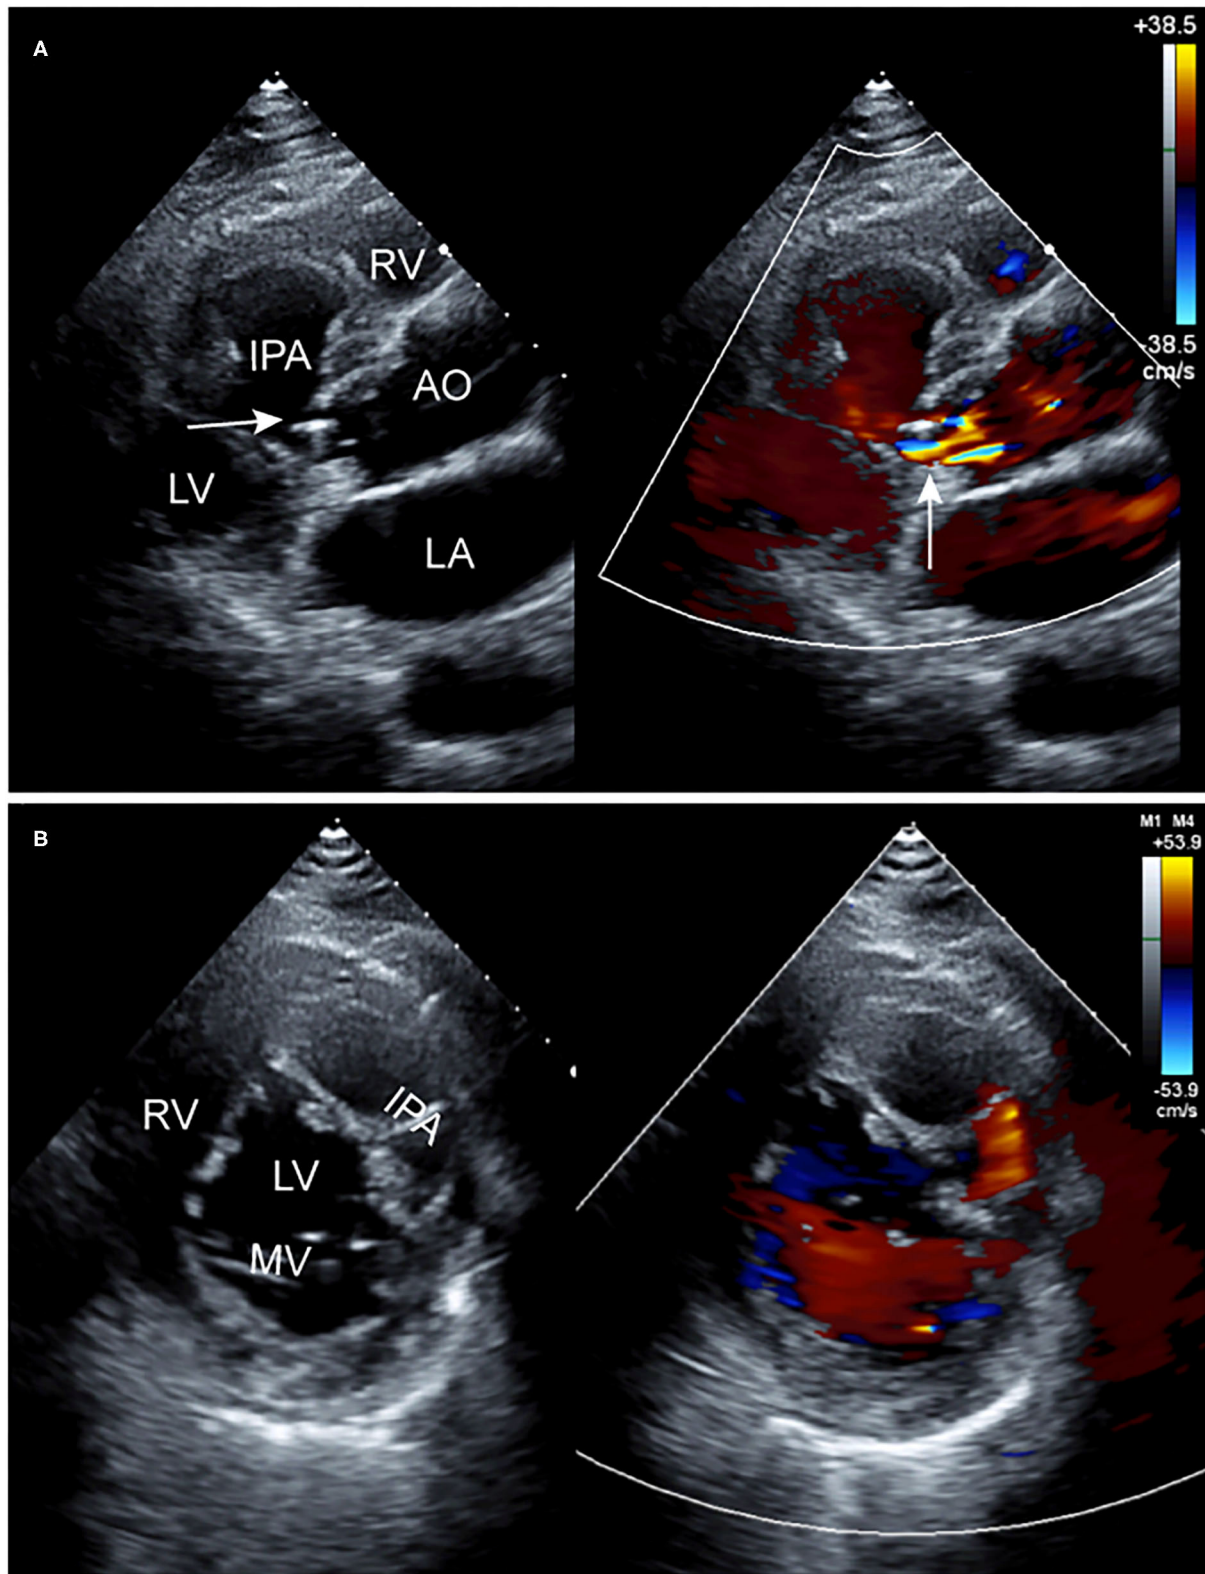 A
+38.5
RV
IPA
AO
-38.5
cm/s
LV
LA
B
M1 M4
+53.9
-53.9
cm/s
IPA
RV
LV
MV